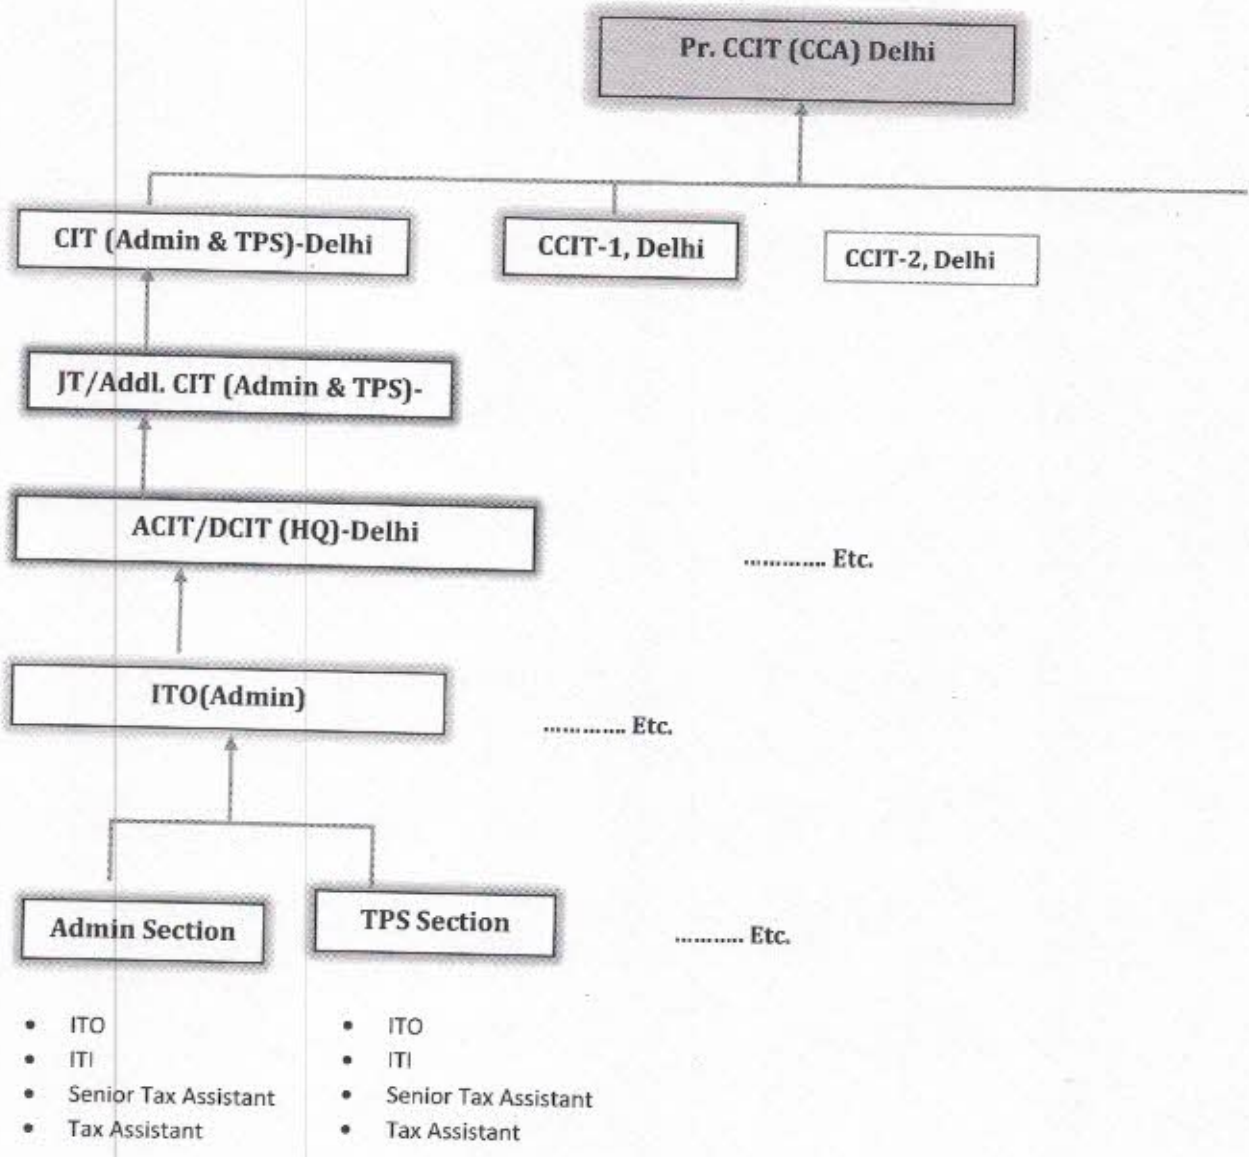 Pr. CCIT (CCA) Delhi
CIT (Admin & TPS)-Delhi
CCIT-1, Delhi
CCIT-2, Delhi
JT/Addl. CIT (Admin & TPS)-
ACIT/DCIT (HQ)-Delhi
............. Etc.
ITO(Admin)
............. Etc.
Admin Section
TPS Section
........... Etc.
• ITO
• ITI
• Senior Tax Assistant
• Tax Assistant
• ITO
• ITI
• Senior Tax Assistant
• Tax Assistant